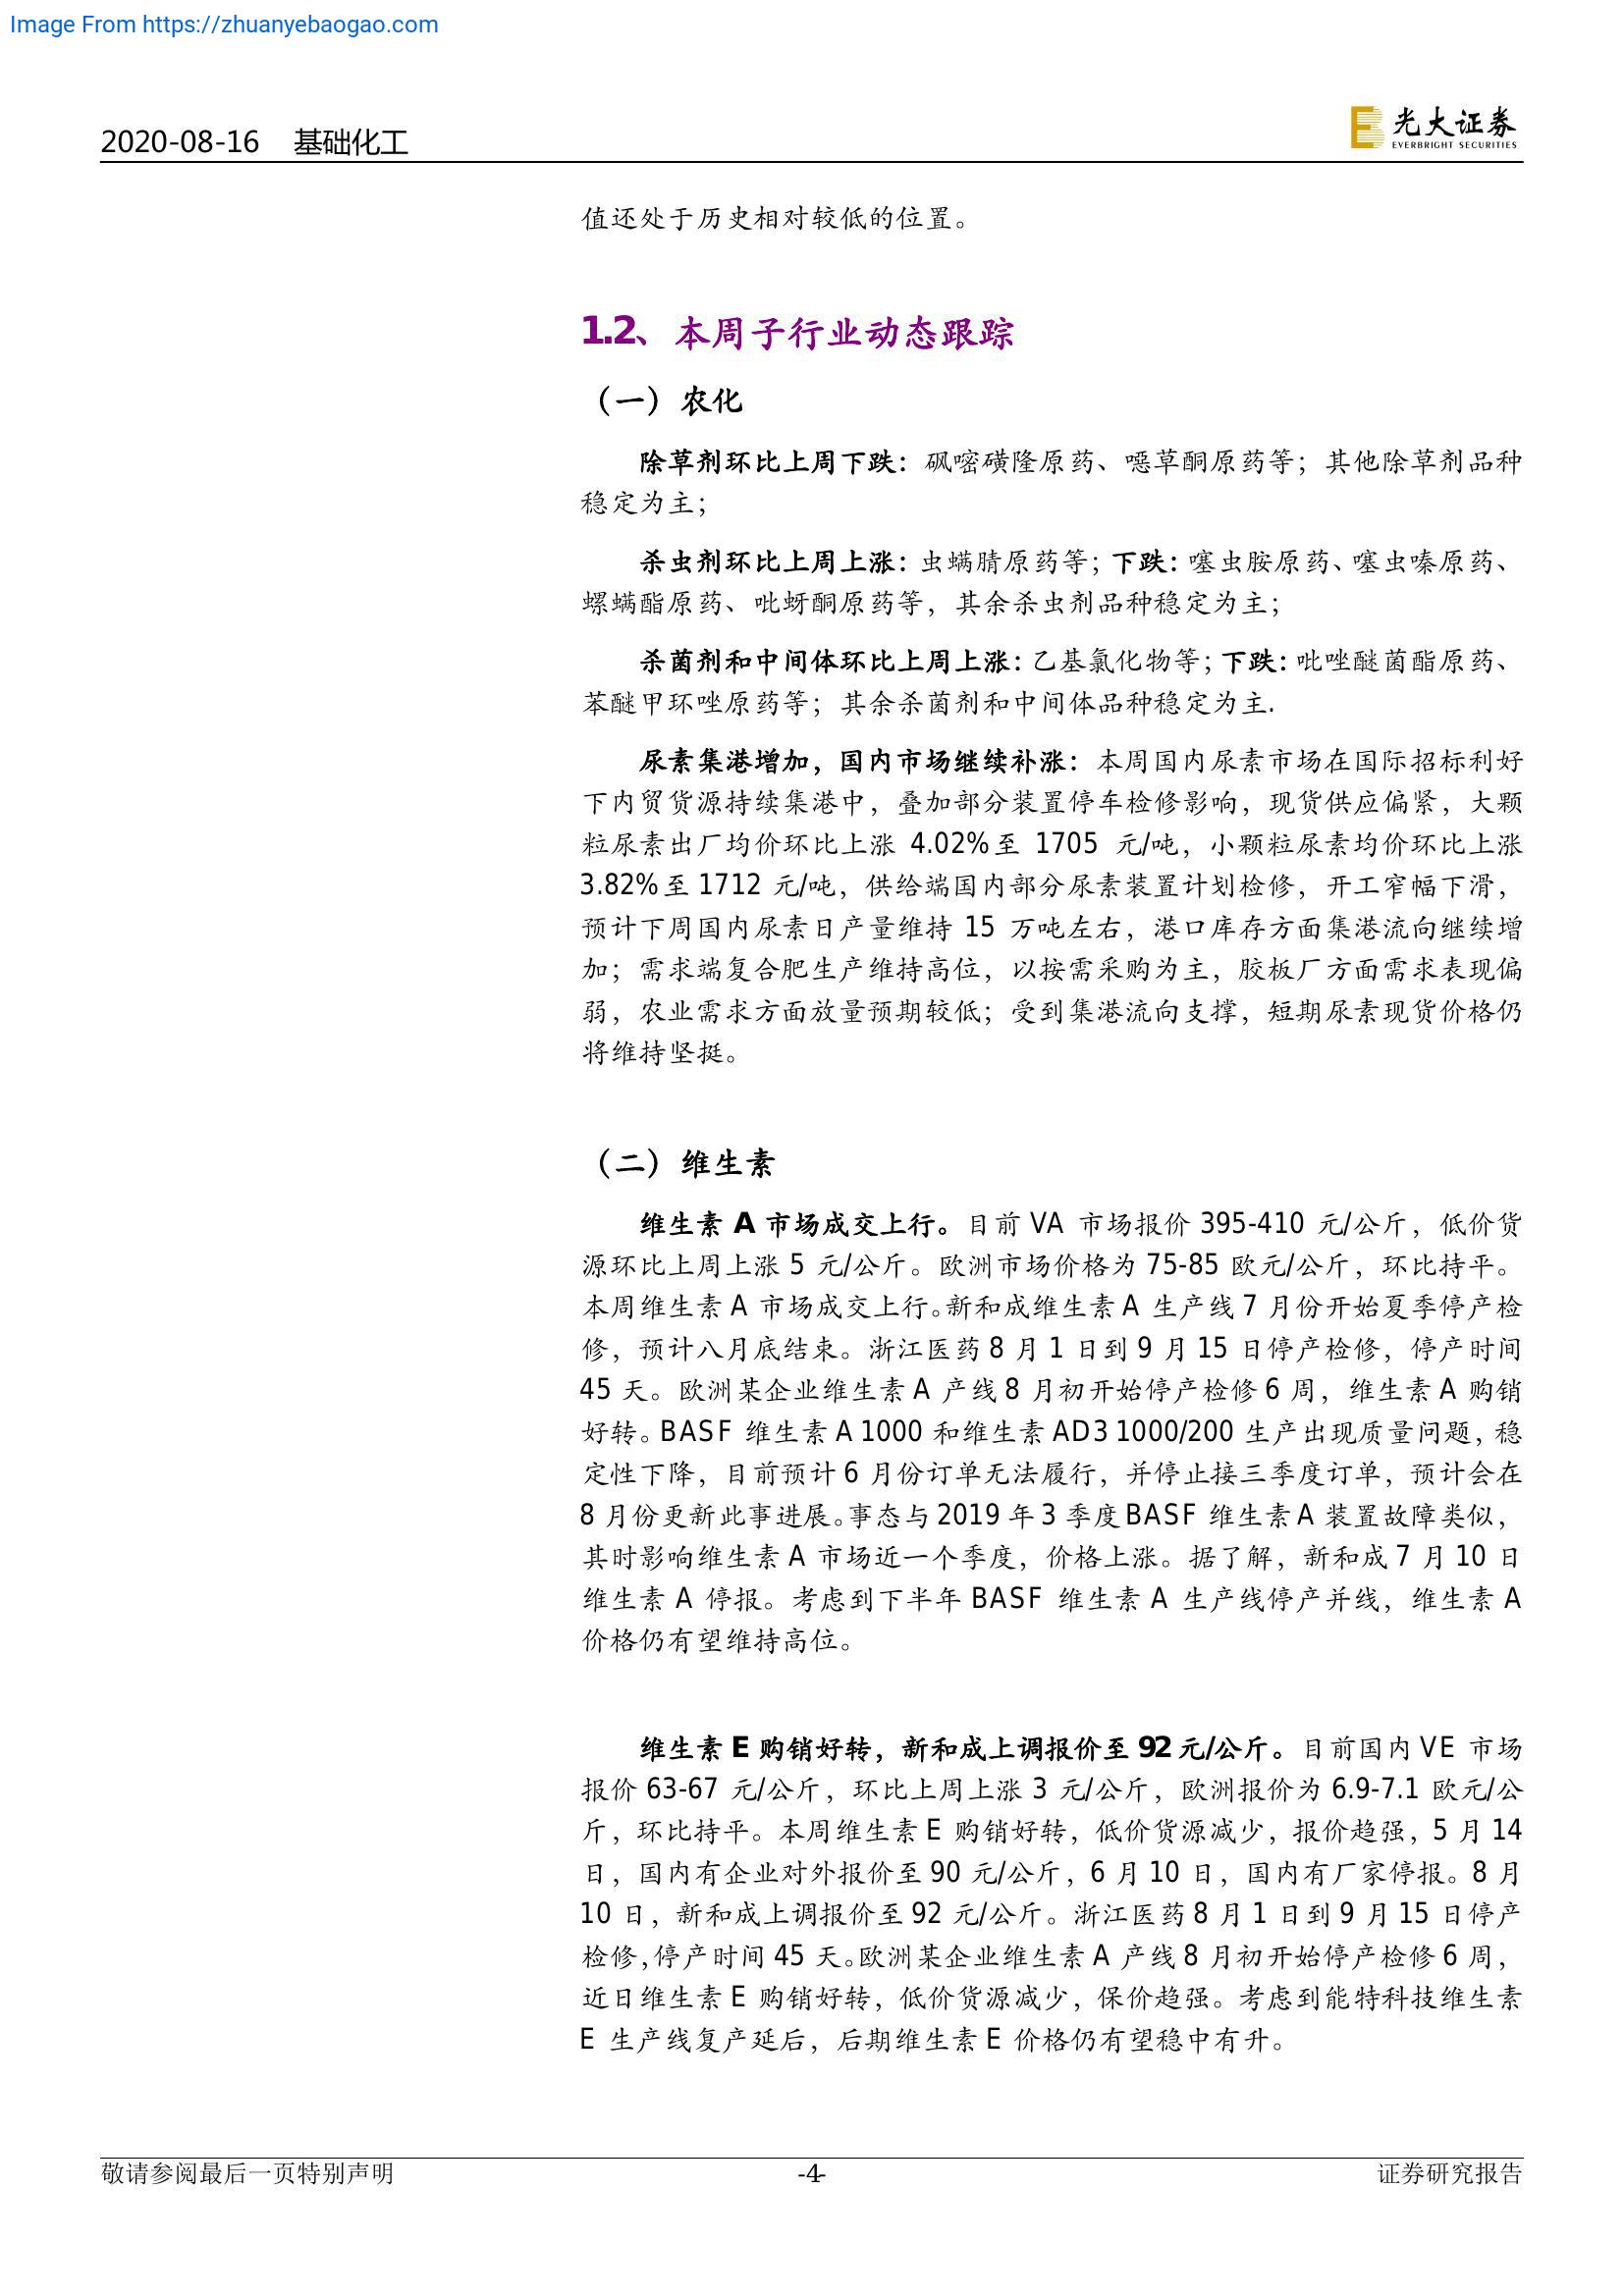 Image From https://zhuanyebaogao.com
2020-08-16 基础化工
光大证券
EVERBRIGHT SECURITIES
值还处于历史相对较低的位置。
1.2、本周子行业动态跟踪
（一）农化
除草剂环比上周下跌：砜嘧磺隆原药、噁草酮原药等；其他除草剂品种
稳定为主；
杀虫剂环比上周上涨：虫螨腈原药等；下跌：噻虫胺原药、噻虫嗪原药、
螺螨酯原药、吡蚜酮原药等，其余杀虫剂品种稳定为主；
杀菌剂和中间体环比上周上涨：乙基氯化物等；下跌：吡唑醚菌酯原药、
苯醚甲环唑原药等；其余杀菌剂和中间体品种稳定为主.
尿素集港增加，国内市场继续补涨：本周国内尿素市场在国际招标利好
下内贸货源持续集港中，叠加部分装置停车检修影响，现货供应偏紧，大颗
粒尿素出厂均价环比上涨 4.02%至 1705 元/吨，小颗粒尿素均价环比上涨
3.82%至 1712 元/吨，供给端国内部分尿素装置计划检修，开工窄幅下滑，
预计下周国内尿素日产量维持 15 万吨左右，港口库存方面集港流向继续增
加；需求端复合肥生产维持高位，以按需采购为主，胶板厂方面需求表现偏
弱，农业需求方面放量预期较低；受到集港流向支撑，短期尿素现货价格仍
将维持坚挺。
（二）维生素
维生素 A 市场成交上行。目前 VA 市场报价 395-410 元/公斤，低价货
源环比上周上涨 5 元/公斤。欧洲市场价格为 75-85 欧元/公斤，环比持平。
本周维生素 A 市场成交上行。新和成维生素 A 生产线 7 月份开始夏季停产检
修，预计八月底结束。浙江医药 8 月 1 日到 9 月 15 日停产检修，停产时间
45 天。欧洲某企业维生素 A 产线 8 月初开始停产检修 6 周，维生素 A 购销
好转。BASF 维生素 A 1000 和维生素 AD3 1000/200 生产出现质量问题，稳
定性下降，目前预计 6 月份订单无法履行，并停止接三季度订单，预计会在
8 月份更新此事进展。事态与 2019 年 3 季度 BASF 维生素 A 装置故障类似，
其时影响维生素 A 市场近一个季度，价格上涨。据了解，新和成 7 月 10 日
维生素 A 停报。考虑到下半年 BASF 维生素 A 生产线停产并线，维生素 A
价格仍有望维持高位。
维生素 E 购销好转，新和成上调报价至 92 元/公斤。目前国内 VE 市场
报价 63-67 元/公斤，环比上周上涨 3 元/公斤，欧洲报价为 6.9-7.1 欧元/公
斤，环比持平。本周维生素 E 购销好转，低价货源减少，报价趋强，5 月 14
日，国内有企业对外报价至 90 元/公斤，6 月 10 日，国内有厂家停报。8 月
10 日，新和成上调报价至 92 元/公斤。浙江医药 8 月 1 日到 9 月 15 日停产
检修，停产时间 45 天。欧洲某企业维生素 A 产线 8 月初开始停产检修 6 周，
近日维生素 E 购销好转，低价货源减少，保价趋强。考虑到能特科技维生素
E 生产线复产延后，后期维生素 E 价格仍有望稳中有升。
敬请参阅最后一页特别声明
-4-
证券研究报告